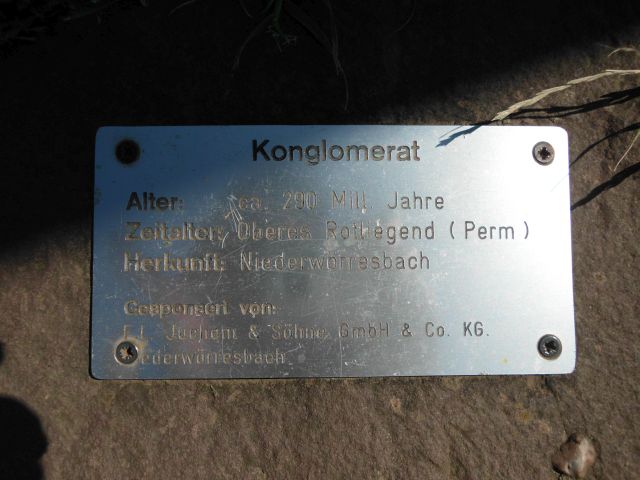 Konglomerat
Alter: ca. 290 Mill. Jahre
Zeitalter: Oberes Rotliegend (Perm)
Herkunft: Niederwörresbach
Gesponsert von:
Juchem & Söhne GmbH & Co. KG.
Niederwörresbach